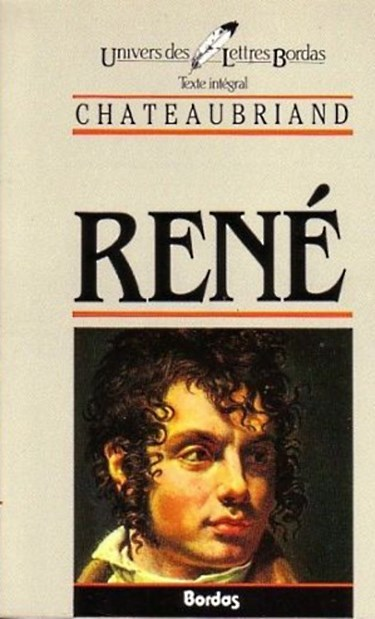 Univers des Lettres Bordas
Texte intégral
CHATEAUBRIAND
RENÉ
Bordas